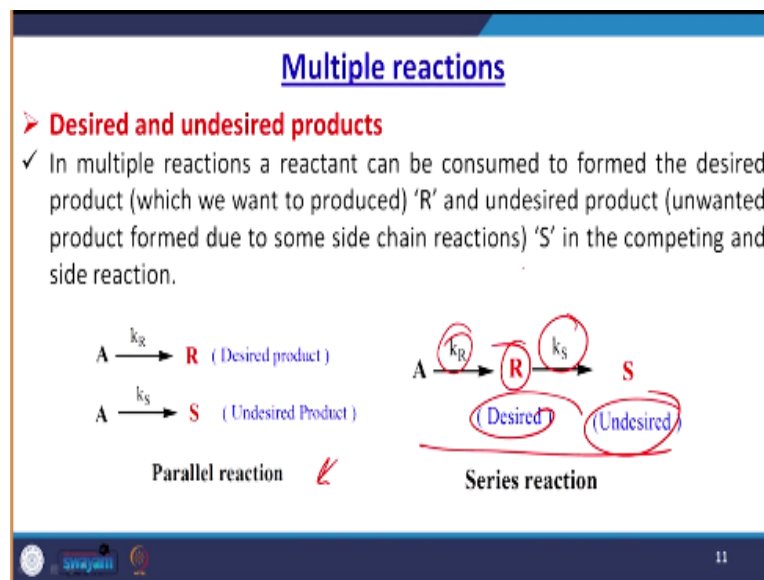 Multiple reactions
➤ Desired and undesired products
✓ In multiple reactions a reactant can be consumed to formed the desired
product (which we want to produced) ‘R’ and undesired product (unwanted
product formed due to some side chain reactions) ‘S’ in the competing and
side reaction.
A kR R ( Desired product )
A kS S ( Undesired Product )
Parallel reaction
A kR R kS S
( Desired ) (Undesired )
Series reaction
swayam
11